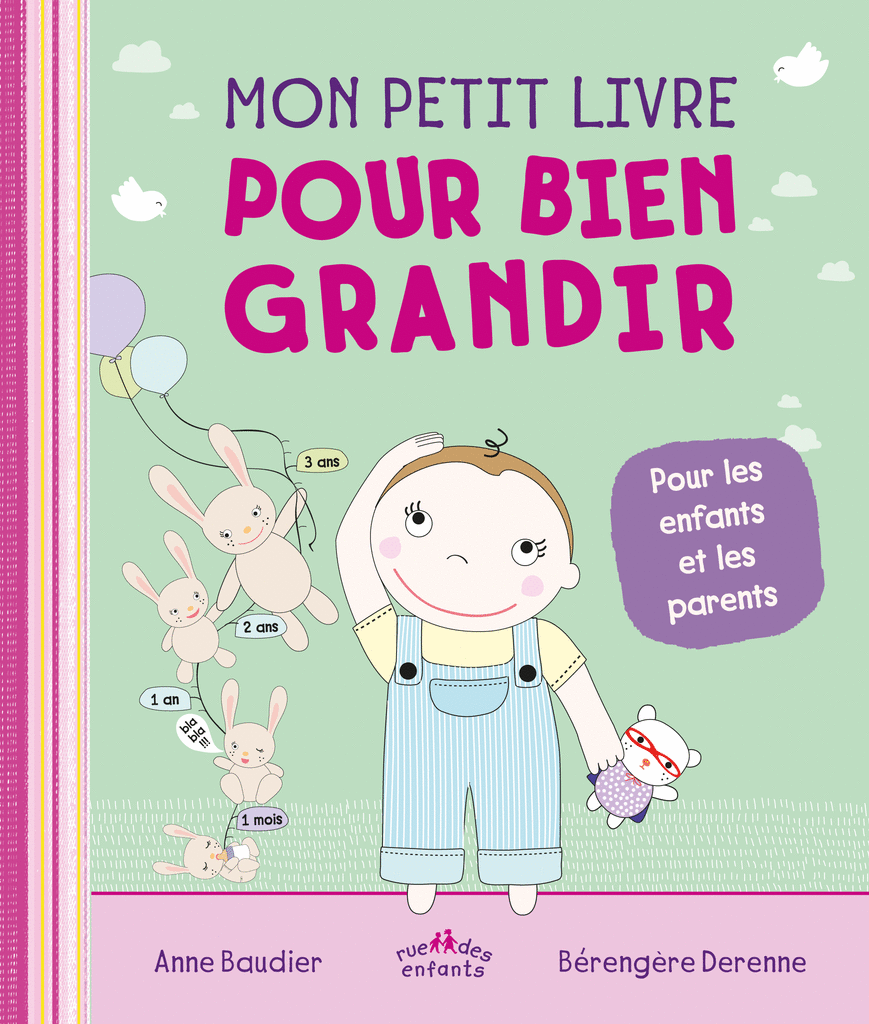 MON PETIT LIVRE
POUR BIEN
GRANDIR
3 ans
Pour les
enfants
et les
parents
2 ans
1 an
bla
bla
!!!
1 mois
Anne Baudier
rue des
enfants
Bérengère Derenne